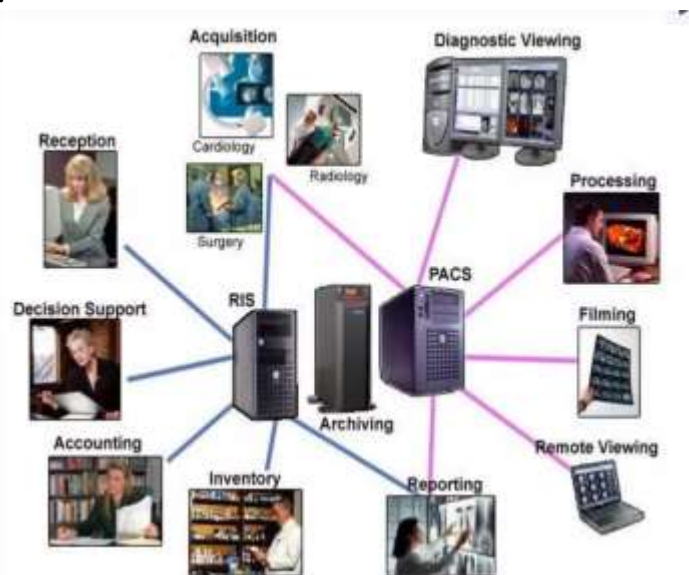 Acquisition
Diagnostic Viewing
Cardiology
Reception
Radiology
Processing
Surgery
PACS
RIS
Decision Support
Filming
Archiving
Accounting
Remote Viewing
Inventory
Reporting